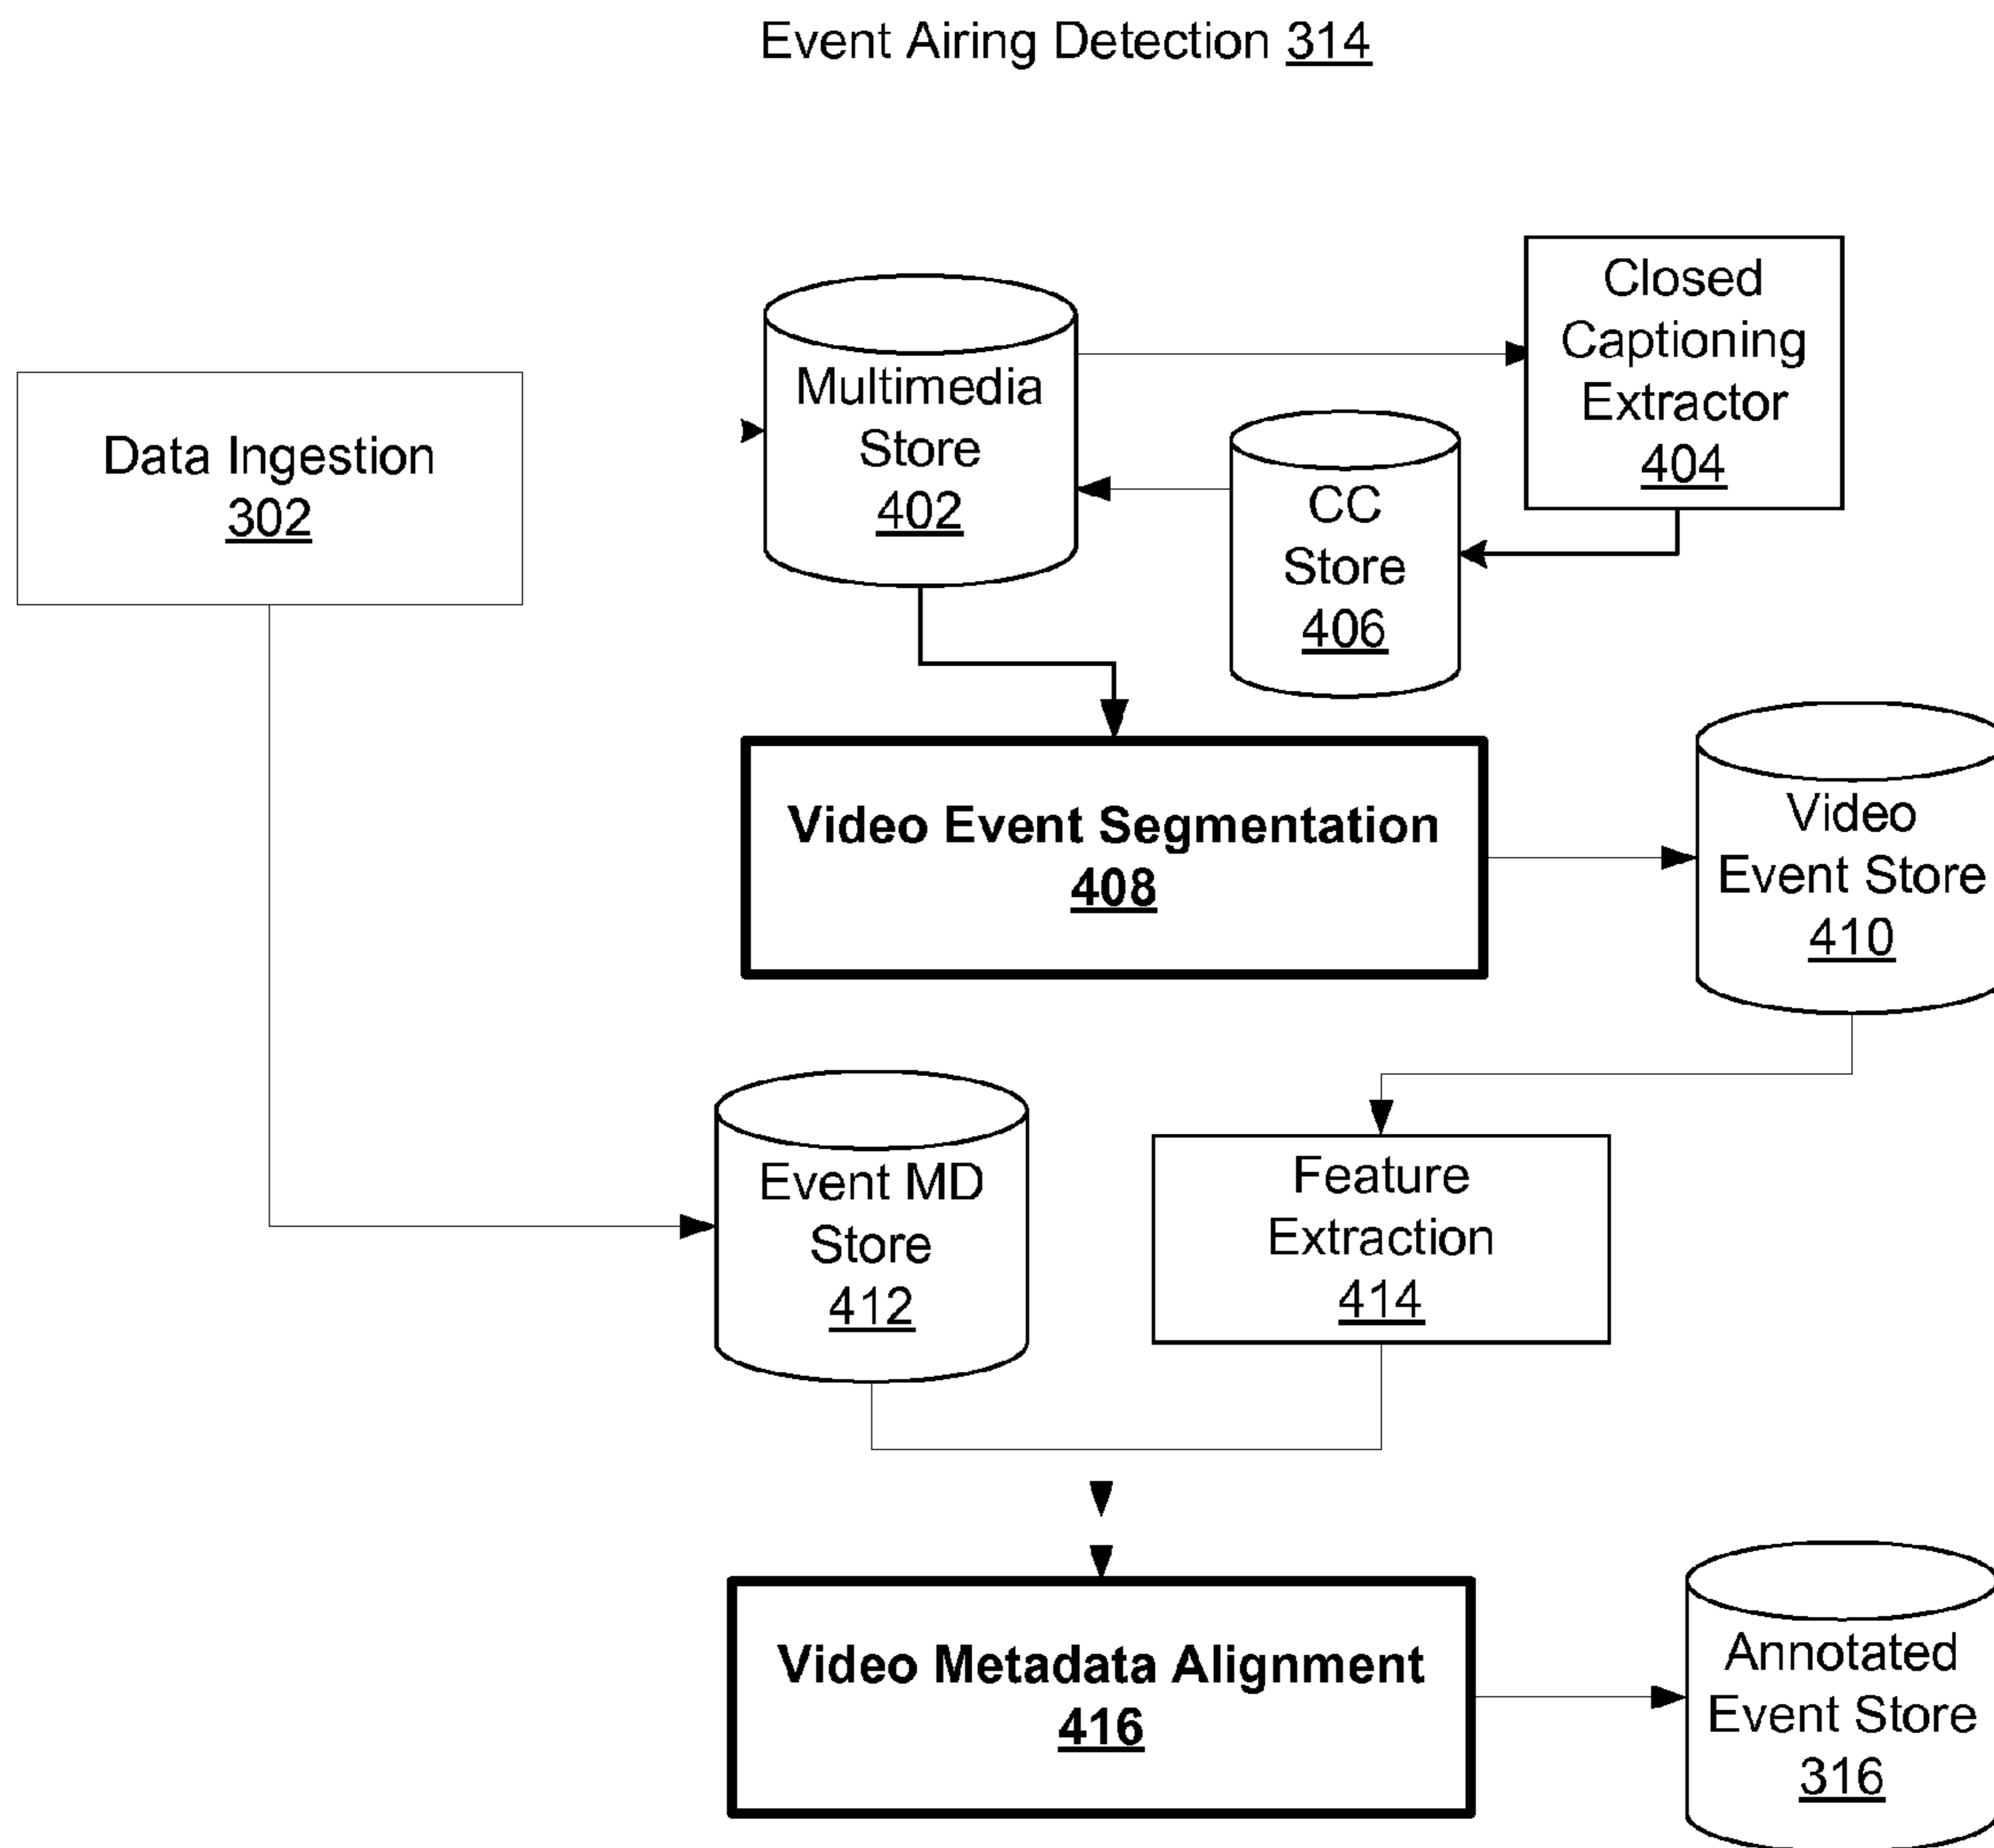 Event Airing Detection 314
Closed
Captioning
Extractor
404
Multimedia
Store
402
Data Ingestion
302
CC
Store
406
Video Event Segmentation
408
Video
Event Store
410
Event MD
Store
412
Feature
Extraction
414
Video Metadata Alignment
416
Annotated
Event Store
316